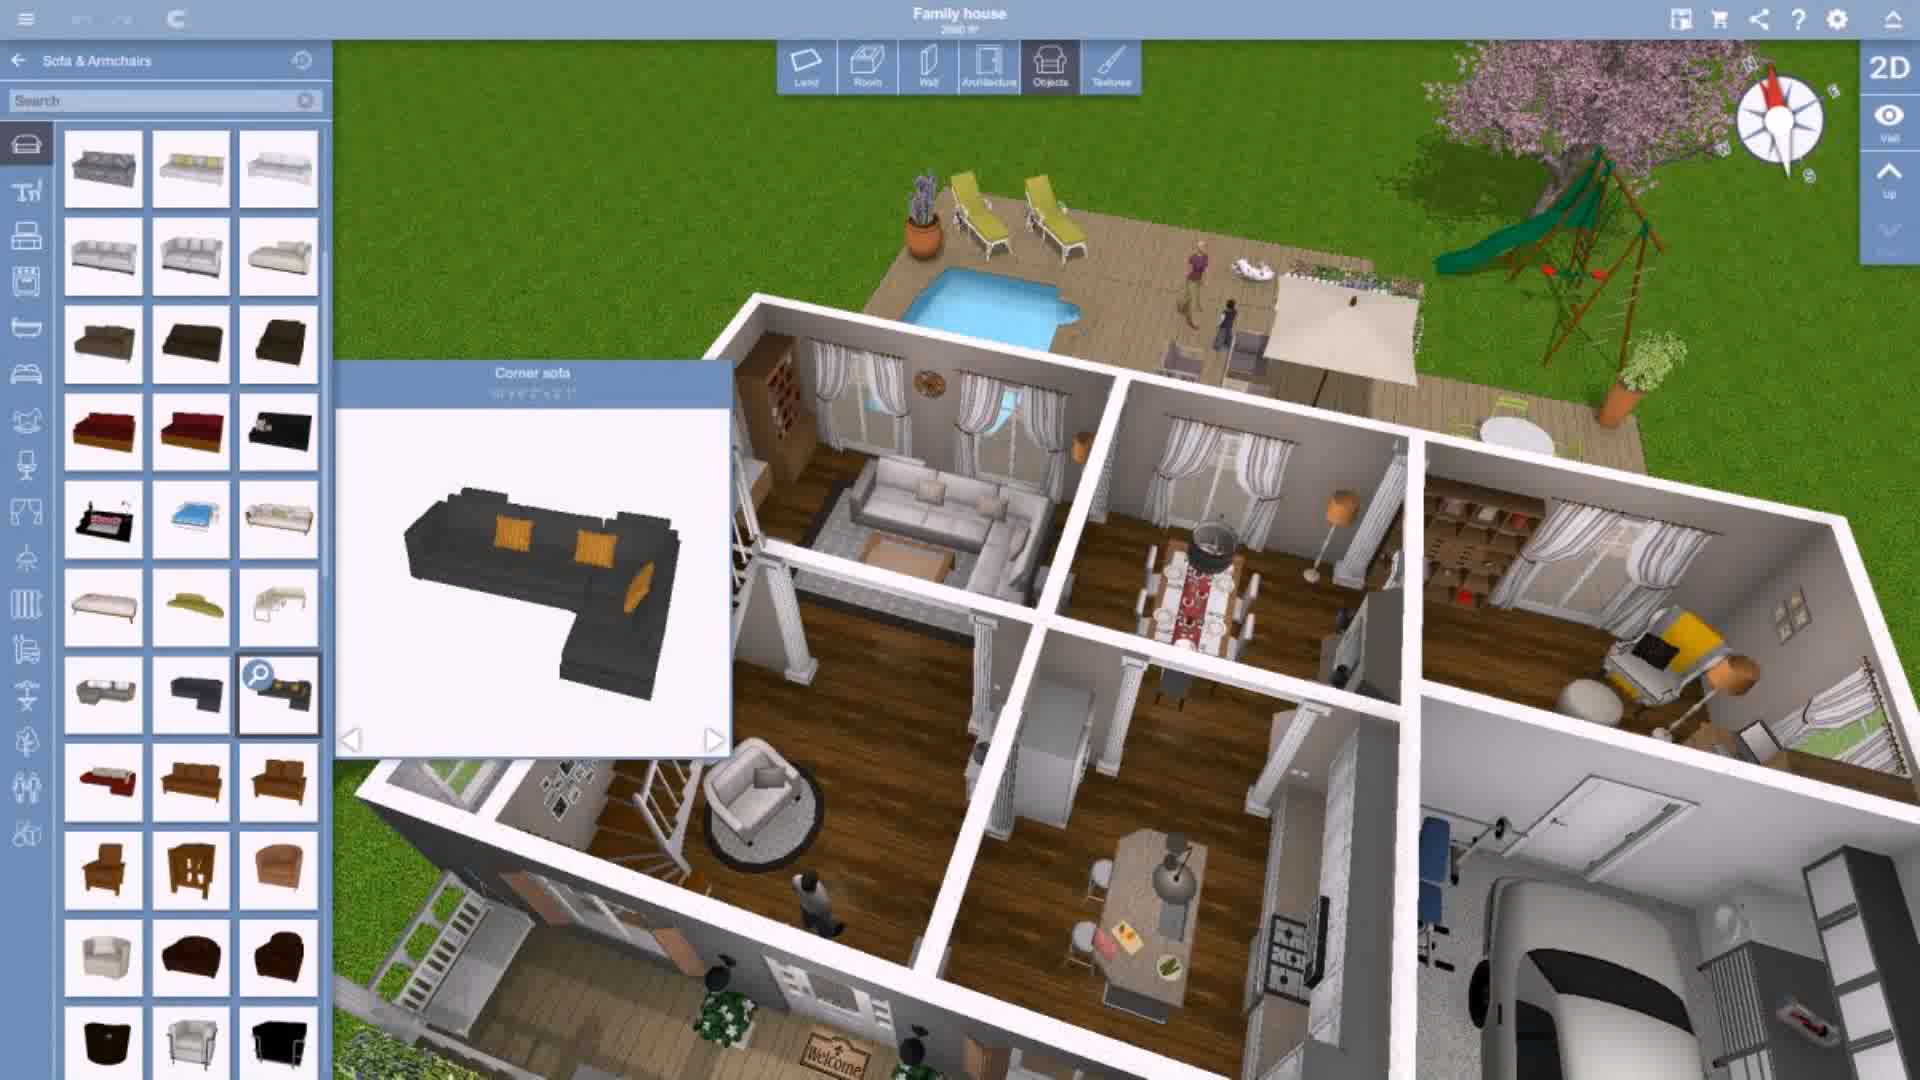 Family house
Sofa & Armchairs
Search
Land
Room
Wall
Architecture
Objects
Textures
2D
N
E
W
S
Visit
Up
Corner sofa
Welcome